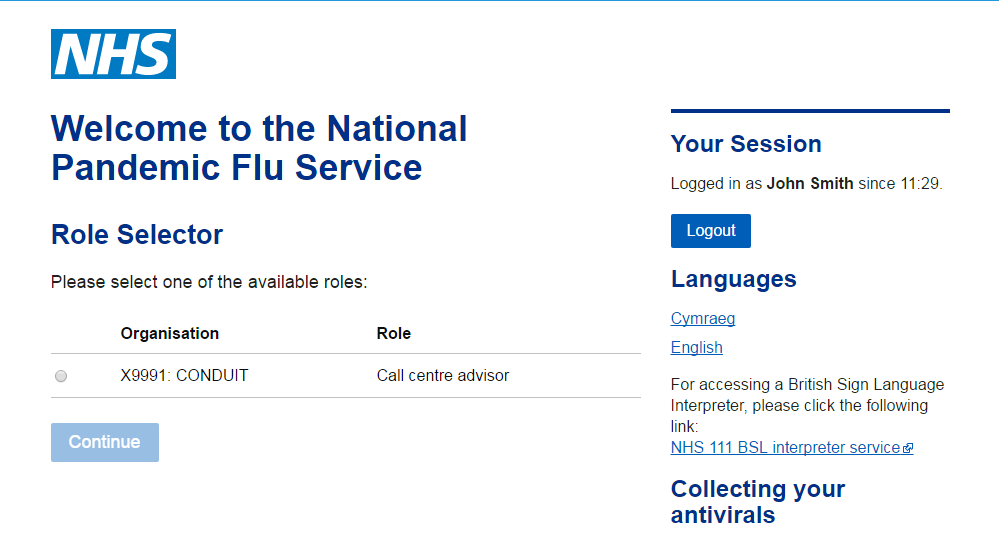 NHS
Welcome to the National
Pandemic Flu Service
Role Selector
Please select one of the available roles:
Organisation Role
X9991: CONDUIT Call centre advisor
Continue
Your Session
Logged in as John Smith since 11:29.
Logout
Languages
Cymraeg
English
For accessing a British Sign Language
Interpreter, please click the following
link:
NHS 111 BSL interpreter service
Collecting your
antivirals